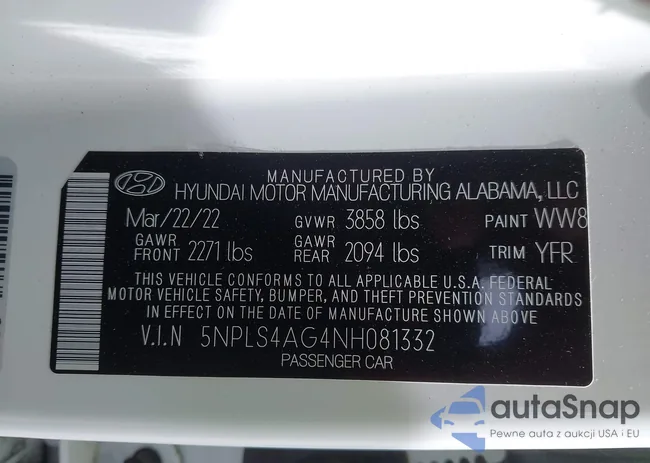 MANUFACTURED BY
HYUNDAI MOTOR MANUFACTURING ALABAMA, LLC
Mar/22/22 GVWR 3858 lbs PAINT WW8
GAWR FRONT 2271 lbs GAWR REAR 2094 lbs TRIM YFR
THIS VEHICLE CONFORMS TO ALL APPLICABLE U.S.A. FEDERAL
MOTOR VEHICLE SAFETY, BUMPER, AND THEFT PREVENTION STANDARDS
IN EFFECT ON THE DATE OF MANUFACTURE SHOWN ABOVE
V.I.N 5NPLS4AG4NH081332
PASSENGER CAR
autaSnap
Pewne auta z aukcji USA i EU